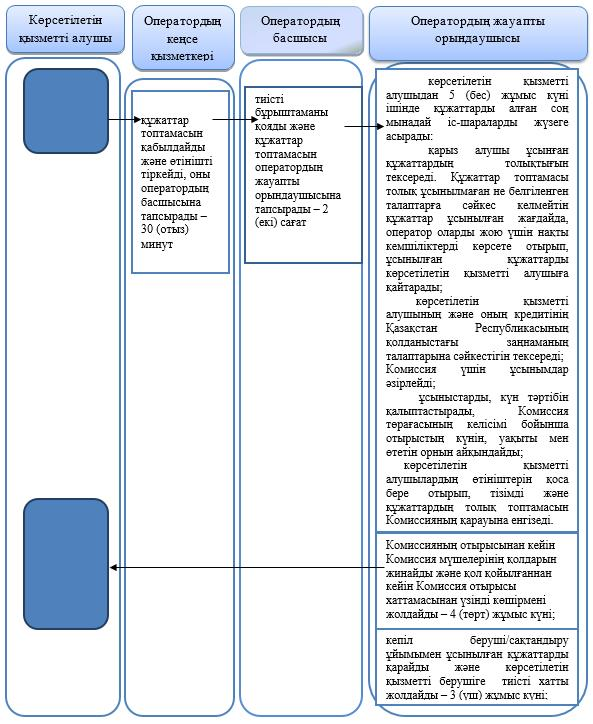 Көрсетілетін
қызметті алушы
Оператордың
кеңсе
қызметкері
Оператордың
басшысы
Оператордың жауапты
орындаушысы
құжаттар
топтамасын
қабылдайды
және өтінішті
тіркейді, оны
оператордың
басшысына
тапсырады –
30 (отыз)
минут
тиісті
бұрыштаманы
қояды және
құжаттар
топтамасын
оператордың
жауапты
орындаушысына
тапсырады – 2
(екі) сағат
көрсетілетін қызметті
алушыдан 5 (бес) жұмыс күні
ішінде құжаттарды алған соң
мынадай іс-шараларды жүзеге
асырады:
қарыз алушы ұсынған
құжаттардың толықтығын
тексереді. Құжаттар топтамасы
толық ұсынылмаған не белгіленген
талаптарға сәйкес келмейтін
құжаттар ұсынылған жағдайда,
оператор оларды жою үшін нақты
кемшіліктерді көрсете отырып,
ұсынылған құжаттарды
көрсетілетін қызметті алушыға
қайтарады;
көрсетілетін қызметті
алушының және оның кредитінің
Қазақстан Республикасының
қолданыстағы заңнаманың
талаптарына сәйкестігін тексереді;
Комиссия үшін ұсынымдар
әзірлейді;
ұсыныстарды, күн тәртібін
қалыптастырады, Комиссия
төрағасының келісімі бойынша
отырыстың күнін, уақыты мен
өтетін орнын айқындайды;
көрсетілетін қызметті
алушылардың өтініштерін қоса
бере отырып, тізімді және
құжаттардың толық топтамасын
Комиссияның қарауына енгізеді.
Комиссияның отырысынан кейін
Комиссия мүшелерінің қолдарын
жинайды және қол қойылғаннан
кейін Комиссия отырысы
хаттамасынан үзінді көшірмені
жолдайды – 4 (төрт) жұмыс күні;
кепіл беруші/сақтандыру
ұйымымен ұсынылған құжаттарды
қарайды және көрсетілетін
қызметті берушіге тиісті хатты
жолдайды – 3 (үш) жұмыс күні;